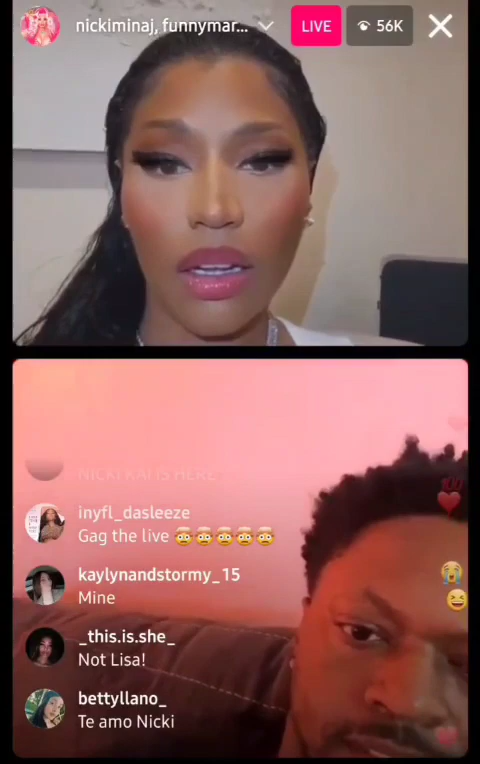 nickiminaj, funnymar...
LIVE
56K
NICKI KAI IS HERE
inyfl_dasleeze
Gag the live 🤯🤯🤯🤯🤯
kaylynandstormy_15
Mine
_this.is.she_
Not Lisa!
bettyllano_
Te amo Nicki